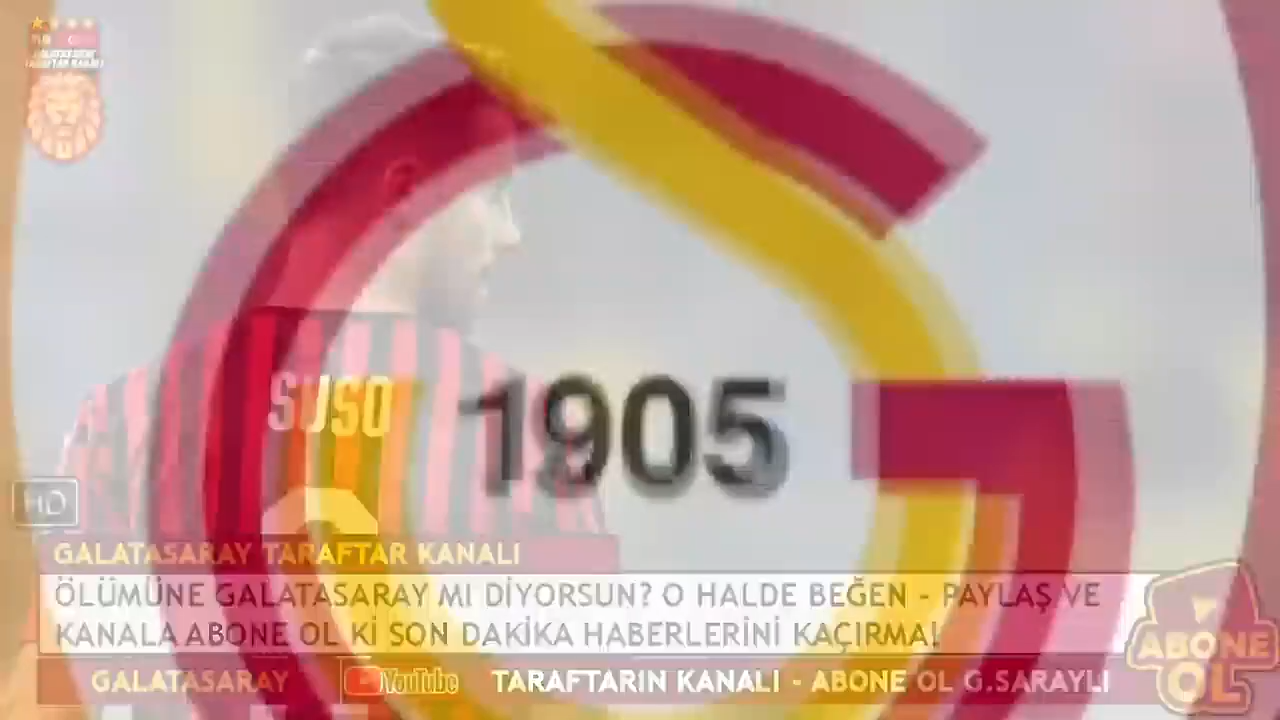 SUSO
1905
HD
GALATASARAY TARAFTAR KANALI
ÖLÜMÜNE GALATASARAY MI DİYORSUN? O HALDE BEĞEN - PAYLAŞ VE
KANALA ABONE OL Kİ SON DAKİKA HABERLERİNİ KAÇIRMA!
GALATASARAY YouTube TARAFTARIN KANALI - ABONE OL G.SARAYLI
ABONE
OL